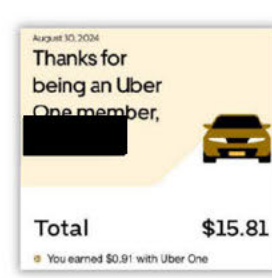 August 30, 2024
Thanks for
being an Uber
One member,
Total $15.81
You earned $0.91 with Uber One